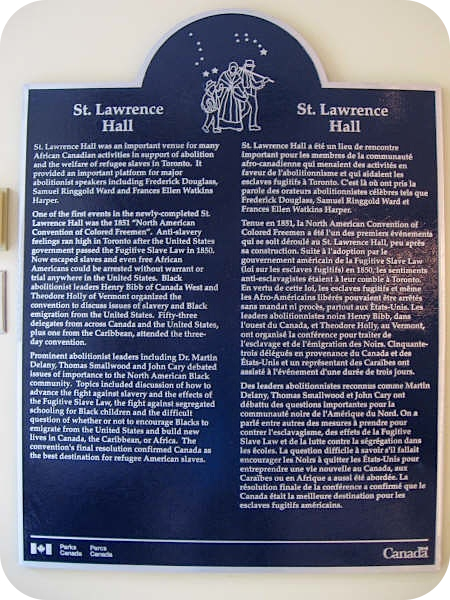 St. Lawrence
Hall
St. Lawrence Hall was an important venue for many
African Canadian activities in support of abolition
and the welfare of refugee slaves in Toronto. It
provided an important platform for major
abolitionist speakers including Frederick Douglass,
Samuel Ringgold Ward and Frances Ellen Watkins
Harper.
One of the first events in the newly-completed St.
Lawrence Hall was the 1851 "North American
Convention of Colored Freemen". Anti-slavery
feelings ran high in Toronto after the United States
government passed the Fugitive Slave Law in 1850.
Now escaped slaves and even free African
Americans could be arrested without warrant or
trial anywhere in the United States. Black
abolitionist leaders Henry Bibb of Canada West and
Theodore Holly of Vermont organized the
convention to discuss issues of slavery and Black
emigration from the United States. Fifty-three
delegates from across Canada and the United States,
plus one from the Caribbean, attended the three-
day convention.
Prominent abolitionist leaders including Dr. Martin
Delany, Thomas Smallwood and John Cary debated
issues of importance to the North American Black
community. Topics included discussion of how to
advance the fight against slavery and the effects of
the Fugitive Slave Law, the fight against segregated
schooling for Black children and the difficult
question of whether or not to encourage Blacks to
emigrate from the United States and build new
lives in Canada, the Caribbean, or Africa. The
convention's final resolution confirmed Canada as
the best destination for refugee American slaves.
St. Lawrence
Hall
St. Lawrence Hall a été un lieu de rencontre
important pour les membres de la communauté
afro-canadienne qui menaient des activités en
faveur de l'abolitionnisme et qui aidaient les
esclaves fugitifs à Toronto. C'est là où ont pris la
parole des orateurs abolitionnistes célèbres tels que
Frederick Douglass, Samuel Ringgold Ward et
Frances Ellen Watkins Harper.
Tenue en 1851, la North American Convention of
Colored Freemen a été l'un des premiers événements
qui se soit déroulé au St. Lawrence Hall, peu après
sa construction. Suite à l'adoption par le
gouvernement américain de la Fugitive Slave Law
(loi sur les esclaves fugitifs) en 1850, les sentiments
anti-esclavagistes étaient à leur comble à Toronto.
En vertu de cette loi, les esclaves fugitifs et même
les Afro-Américains libérés pouvaient être arrêtés
sans mandat ni procès, partout aux États-Unis. Les
leaders abolitionnistes noirs Henry Bibb, dans
l'ouest du Canada, et Theodore Holly, au Vermont,
ont organisé la conférence pour traiter de
l'esclavage et de l'émigration des Noirs. Cinquante-
trois délégués en provenance du Canada et des
États-Unis et un représentant des Caraïbes ont
assisté à l'événement d'une durée de trois jours.
Des leaders abolitionnistes reconnus comme Martin
Delany, Thomas Smallwood et John Cary ont
débattu des questions importantes pour la
communauté noire de l'Amérique du Nord. On a
parlé entre autres des mesures à prendre pour
contrer l'esclavagisme, des effets de la Fugitive
Slave Law et de la lutte contre la ségrégation dans
les écoles. La question difficile à savoir s'il fallait
encourager les Noirs à quitter les États-Unis pour
entreprendre une vie nouvelle au Canada, aux
Caraïbes ou en Afrique a aussi été abordée. La
résolution finale de la conférence a confirmé que le
Canada était la meilleure destination pour les
esclaves fugitifs américains.
Parks Canada
Parcs Canada
Canada